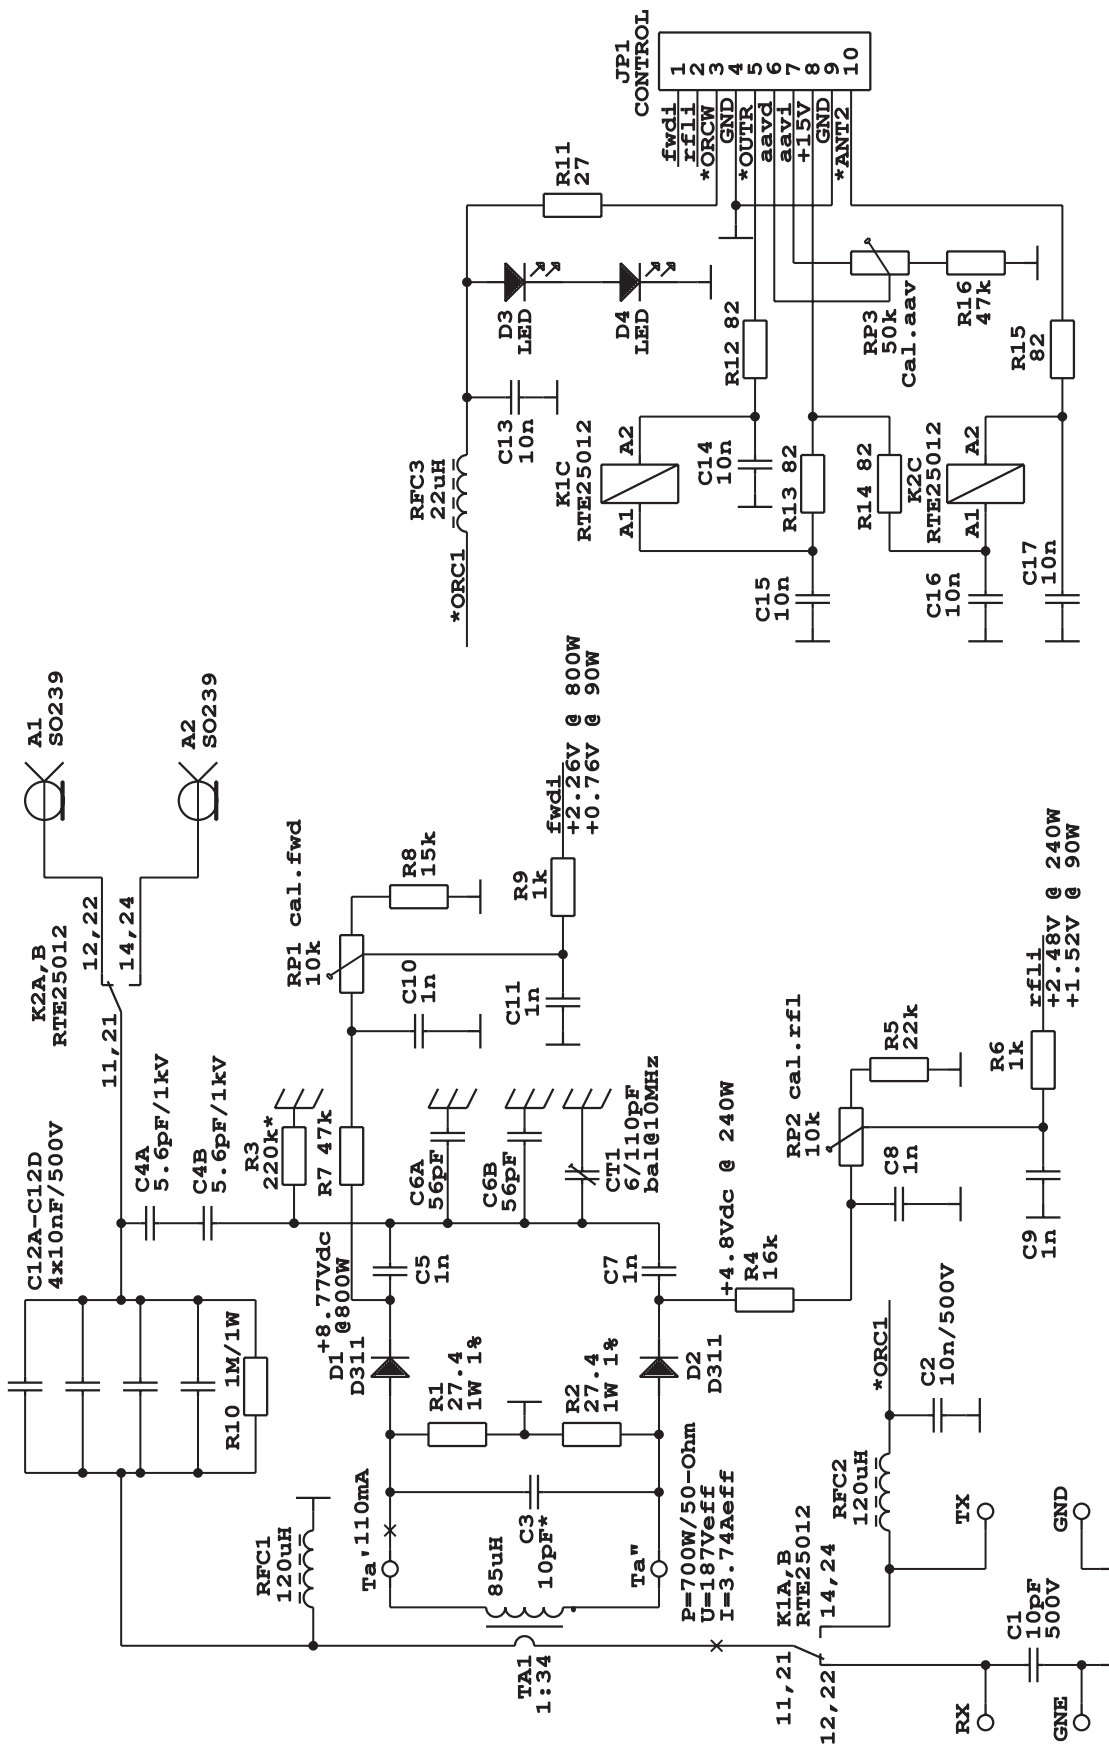 JP1
CONTROL
1
2
3
4
5
6
7
8
9
10
fwdi
rfli
*ORCW
GND
*OUTR
aavd
aavi
+15V
GND
*ANT2
R11
27
D3
LED
D4
LED
R12 82
RP3
50k
Cal.aav
R16
47k
R15
82
RFC3
22uH
C13
10n
*ORC1
K1C
RTE25012
A1
A2
C14
10n
R13 82
R14 82
K2C
RTE25012
A1
A2
C15
10n
C16
10n
C17
10n
A1
SO239
A2
SO239
K2A,B
RTE25012
12,22
14,24
11,21
C12A-C12D
4x10nF/500V
C4A
5.6pF/1kV
C4B
5.6pF/1kV
R3
220k*
R7 47k
RP1 cal.fwd
10k
R8
15k
C10
1n
R9
1k
C11
1n
fwdi
+2.26V @ 800W
+0.76V @ 90W
C6A
56pF
C6B
56pF
CT1
6/110pF
bal@10MHz
R10 1M/1W
+8.77Vdc
@800W
D1
D311
C5
1n
C7
1n
D2
D311
R1
27.4
1W 1%
R2
27.4
1W 1%
+4.8Vdc @ 240W
R4
16k
RP2 cal.rfl
10k
R5
22k
C8
1n
R6
1k
C9
1n
rfli
+2.48V @ 240W
+1.52V @ 90W
RFC1
120uH
Ta'110mA
85uH
C3
10pF*
Ta"
TA1
1:34
P=700W/50-Ohm
U=187Veff
I=3.74Aeff
K1A,B
RTE25012
11,21
14,24
12,22
RFC2
120uH
*ORC1
C2
10n/500V
TX
GND
C1
10pF
500V
RX
GNE